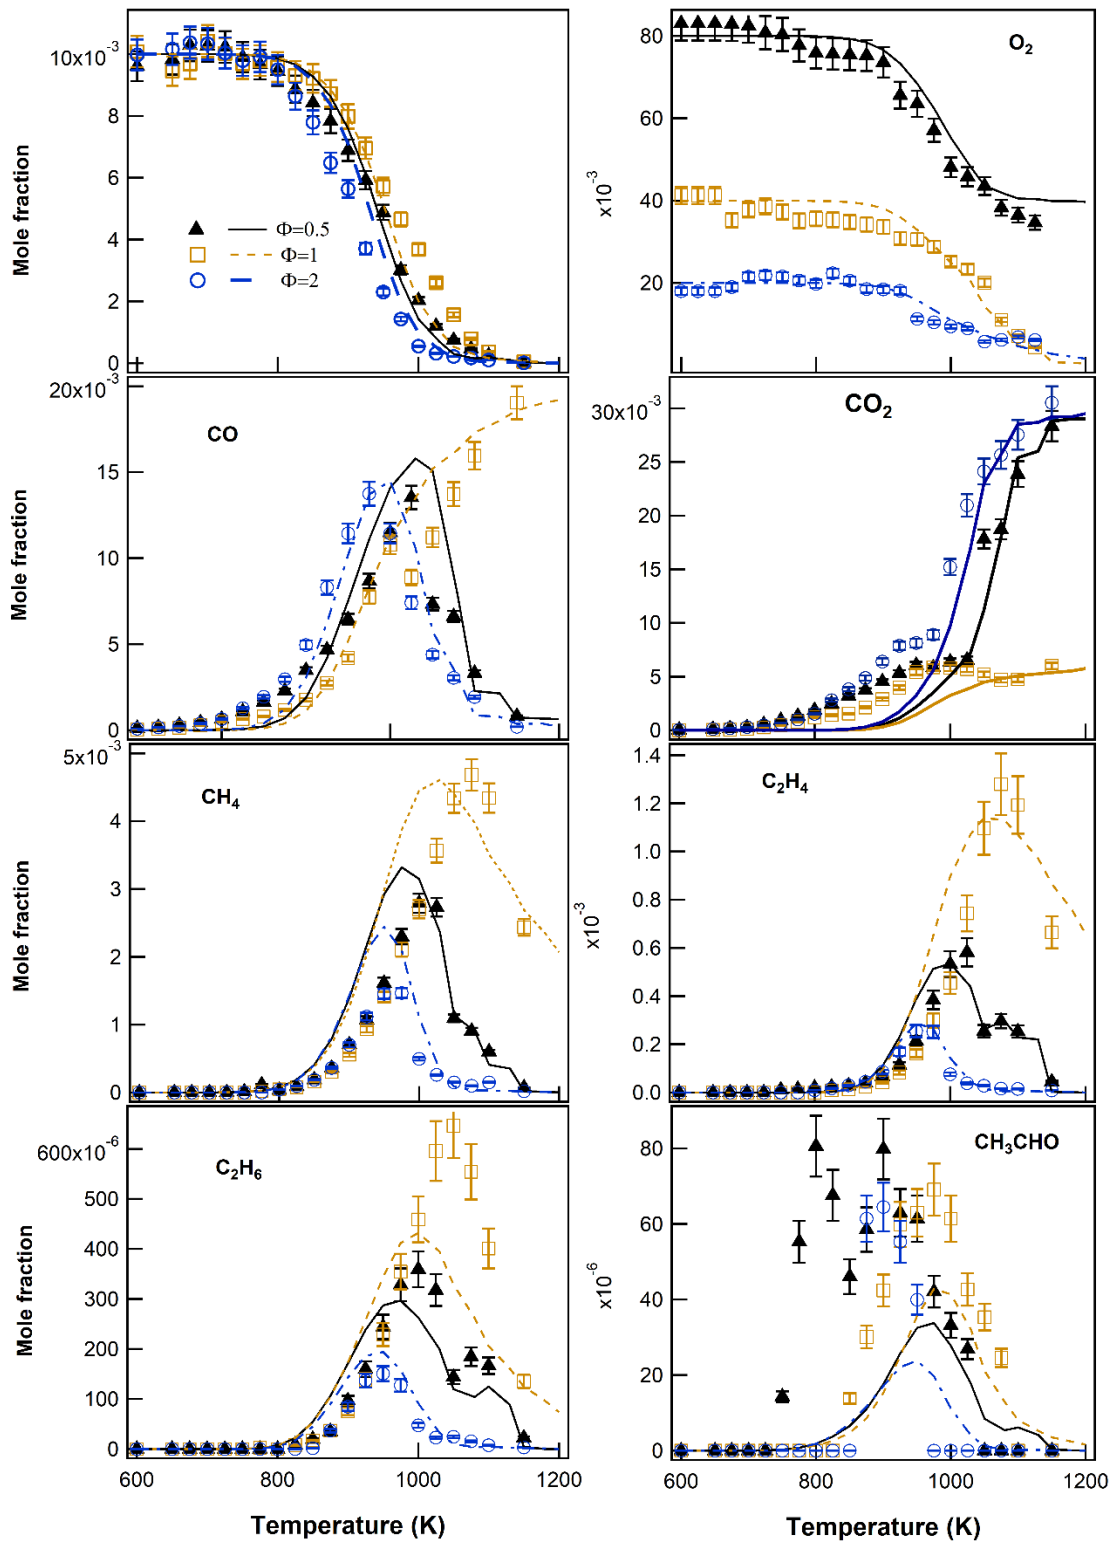 10x10⁻³
8
6
4
2
0
Mole fraction
Φ=0.5
Φ=1
Φ=2
80
60
40
20
0
x10⁻³
O₂
20x10⁻³
15
10
5
0
Mole fraction
CO
30x10⁻³
25
20
15
10
5
0
CO₂
5x10⁻³
4
3
2
1
0
Mole fraction
CH₄
1.4
1.2
1.0
0.8
0.6
0.4
0.2
0
x10⁻³
C₂H₄
600x10⁻⁶
500
400
300
200
100
0
Mole fraction
C₂H₆
600
800
1000
1200
Temperature (K)
80
60
40
20
0
x10⁻⁶
CH₃CHO
600
800
1000
1200
Temperature (K)